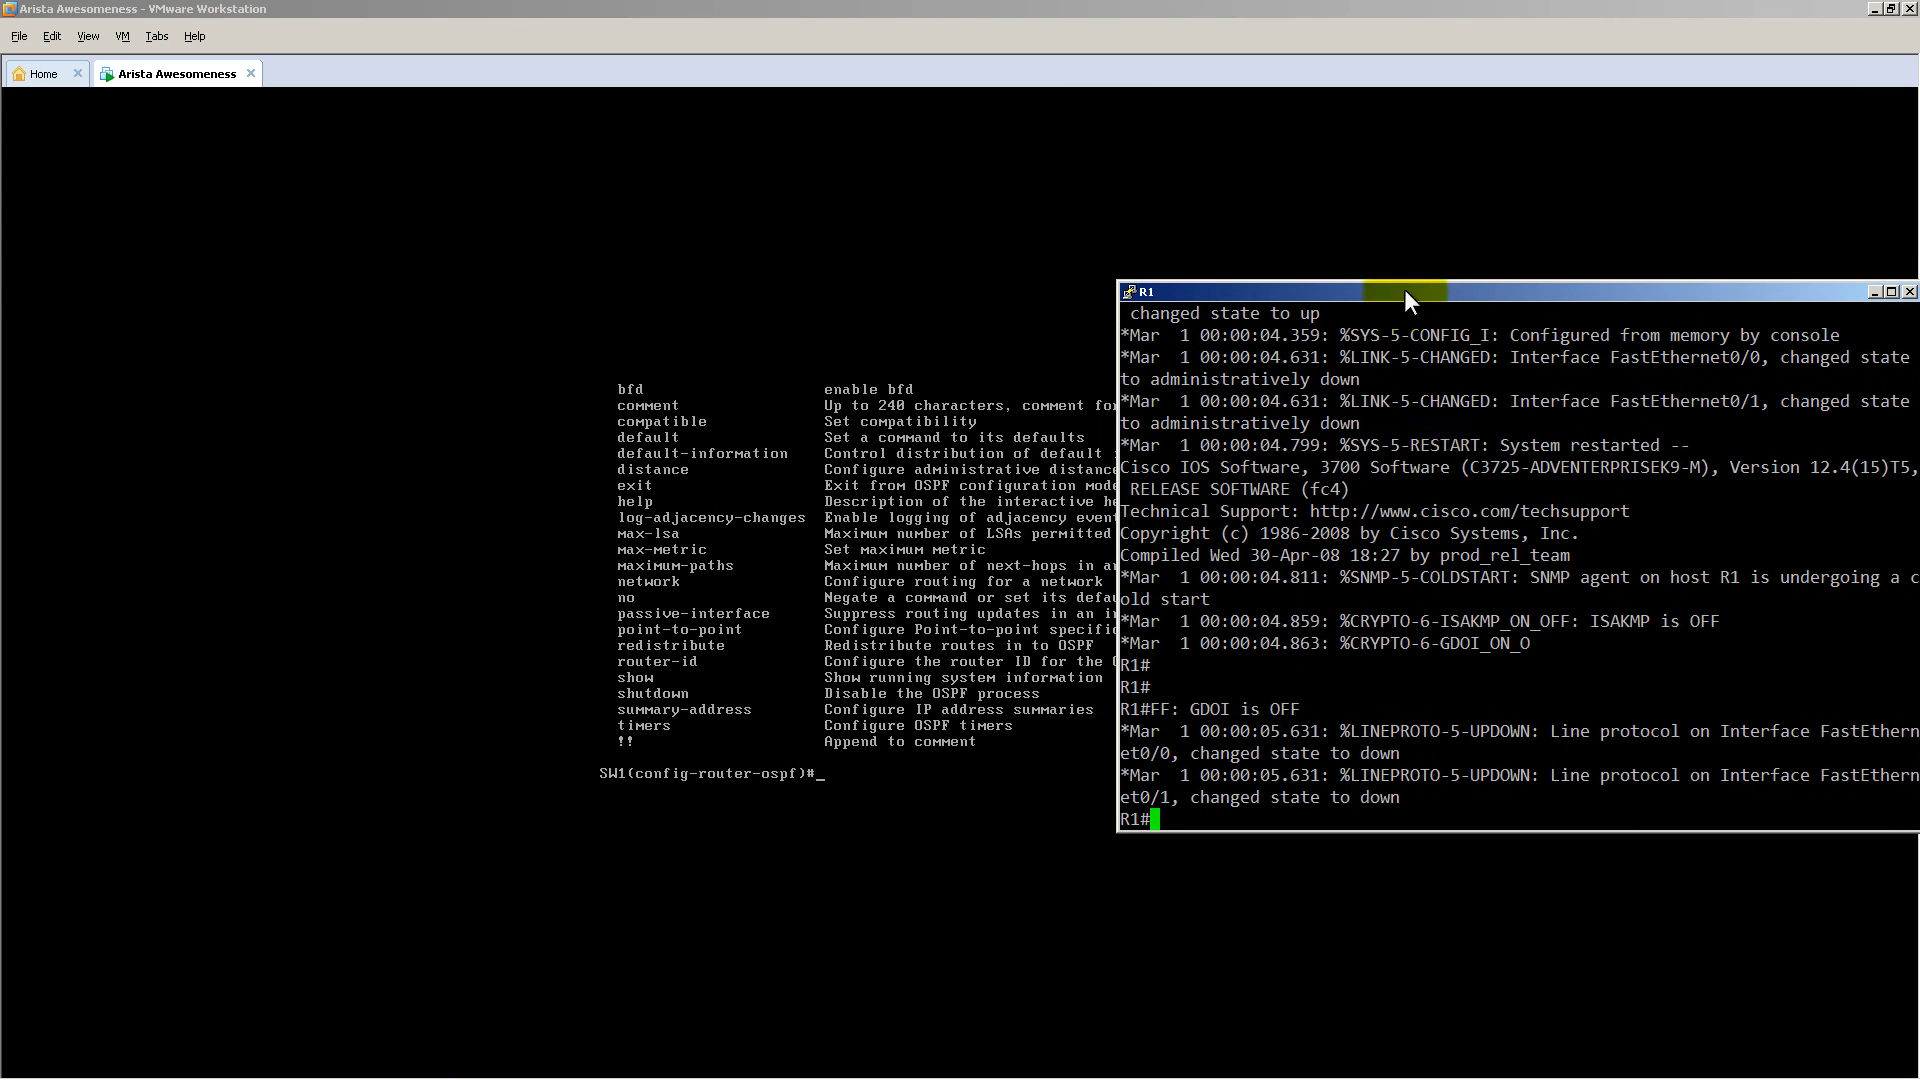 Arista Awesomeness - VMware Workstation
File Edit View VM Tabs Help
Home
Arista Awesomeness
bfd enable bfd
comment Up to 240 characters, comment for
compatible Set compatibility
default Set a command to its defaults
default-information Control distribution of default
distance Configure administrative distance
exit Exit from OSPF configuration mode
help Description of the interactive he
log-adjacency-changes Enable logging of adjacency event
max-lsa Maximum number of LSAs permitted
max-metric Set maximum metric
maximum-paths Maximum number of next-hops in an
network Configure routing for a network
no Negate a command or set its defau
passive-interface Suppress routing updates in an in
point-to-point Configure Point-to-point specific
redistribute Redistribute routes in to OSPF
router-id Configure the router ID for the
show Show running system information
shutdown Disable the OSPF process
summary-address Configure IP address summaries
timers Configure OSPF timers
!! Append to comment
SW1(config-router-ospf)#_
R1
changed state to up
*Mar  1 00:00:04.359: %SYS-5-CONFIG_I: Configured from memory by console
*Mar  1 00:00:04.631: %LINK-5-CHANGED: Interface FastEthernet0/0, changed state
to administratively down
*Mar  1 00:00:04.631: %LINK-5-CHANGED: Interface FastEthernet0/1, changed state
to administratively down
*Mar  1 00:00:04.799: %SYS-5-RESTART: System restarted --
Cisco IOS Software, 3700 Software (C3725-ADVENTERPRISEK9-M), Version 12.4(15)T5,
RELEASE SOFTWARE (fc4)
Technical Support: http://www.cisco.com/techsupport
Copyright (c) 1986-2008 by Cisco Systems, Inc.
Compiled Wed 30-Apr-08 18:27 by prod_rel_team
*Mar  1 00:00:04.811: %SNMP-5-COLDSTART: SNMP agent on host R1 is undergoing a c
old start
*Mar  1 00:00:04.859: %CRYPTO-6-ISAKMP_ON_OFF: ISAKMP is OFF
*Mar  1 00:00:04.863: %CRYPTO-6-GDOI_ON_O
R1#
R1#
R1#FF: GDOI is OFF
*Mar  1 00:00:05.631: %LINEPROTO-5-UPDOWN: Line protocol on Interface FastEthern
et0/0, changed state to down
*Mar  1 00:00:05.631: %LINEPROTO-5-UPDOWN: Line protocol on Interface FastEthern
et0/1, changed state to down
R1#